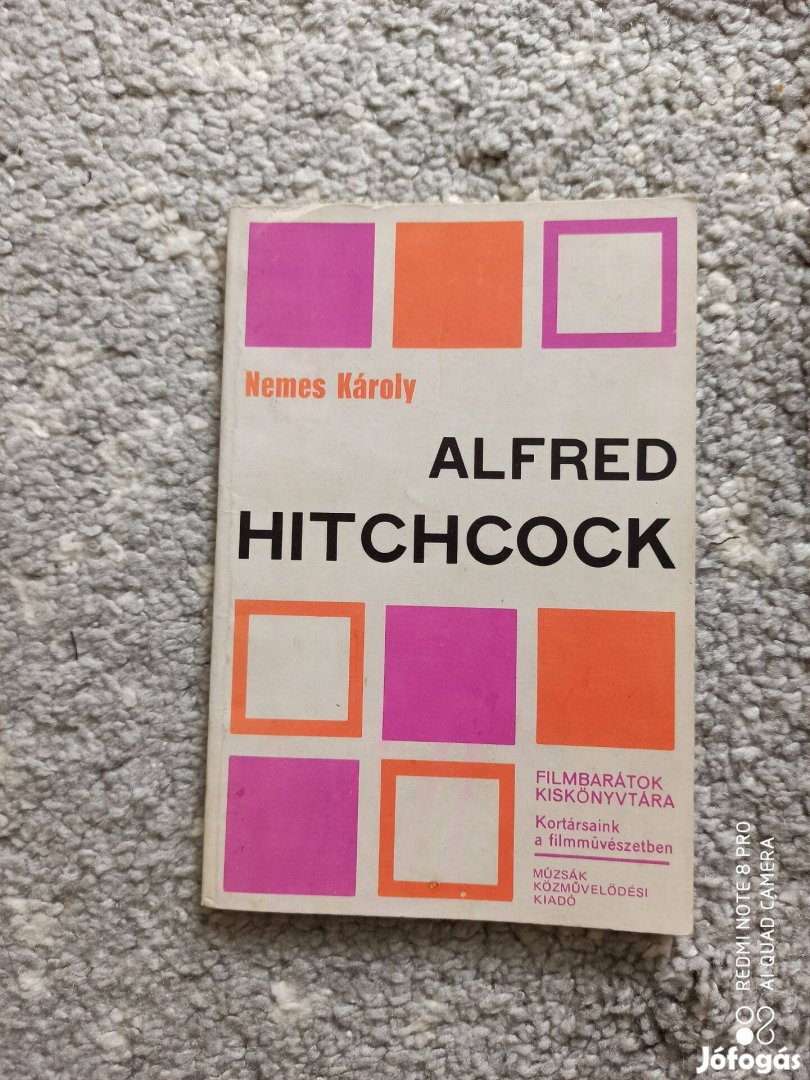 Nemes Károly
ALFRED
HITCHCOCK
FILMBARÁTOK
KISKÖNYVTÁRA
Kortársaink
a filmművészetben
MÚZSÁK
KÖZMŰVELŐDÉSI
KIADÓ
REDMI NOTE 8 PRO
AI QUAD CAMERA
Jófogás